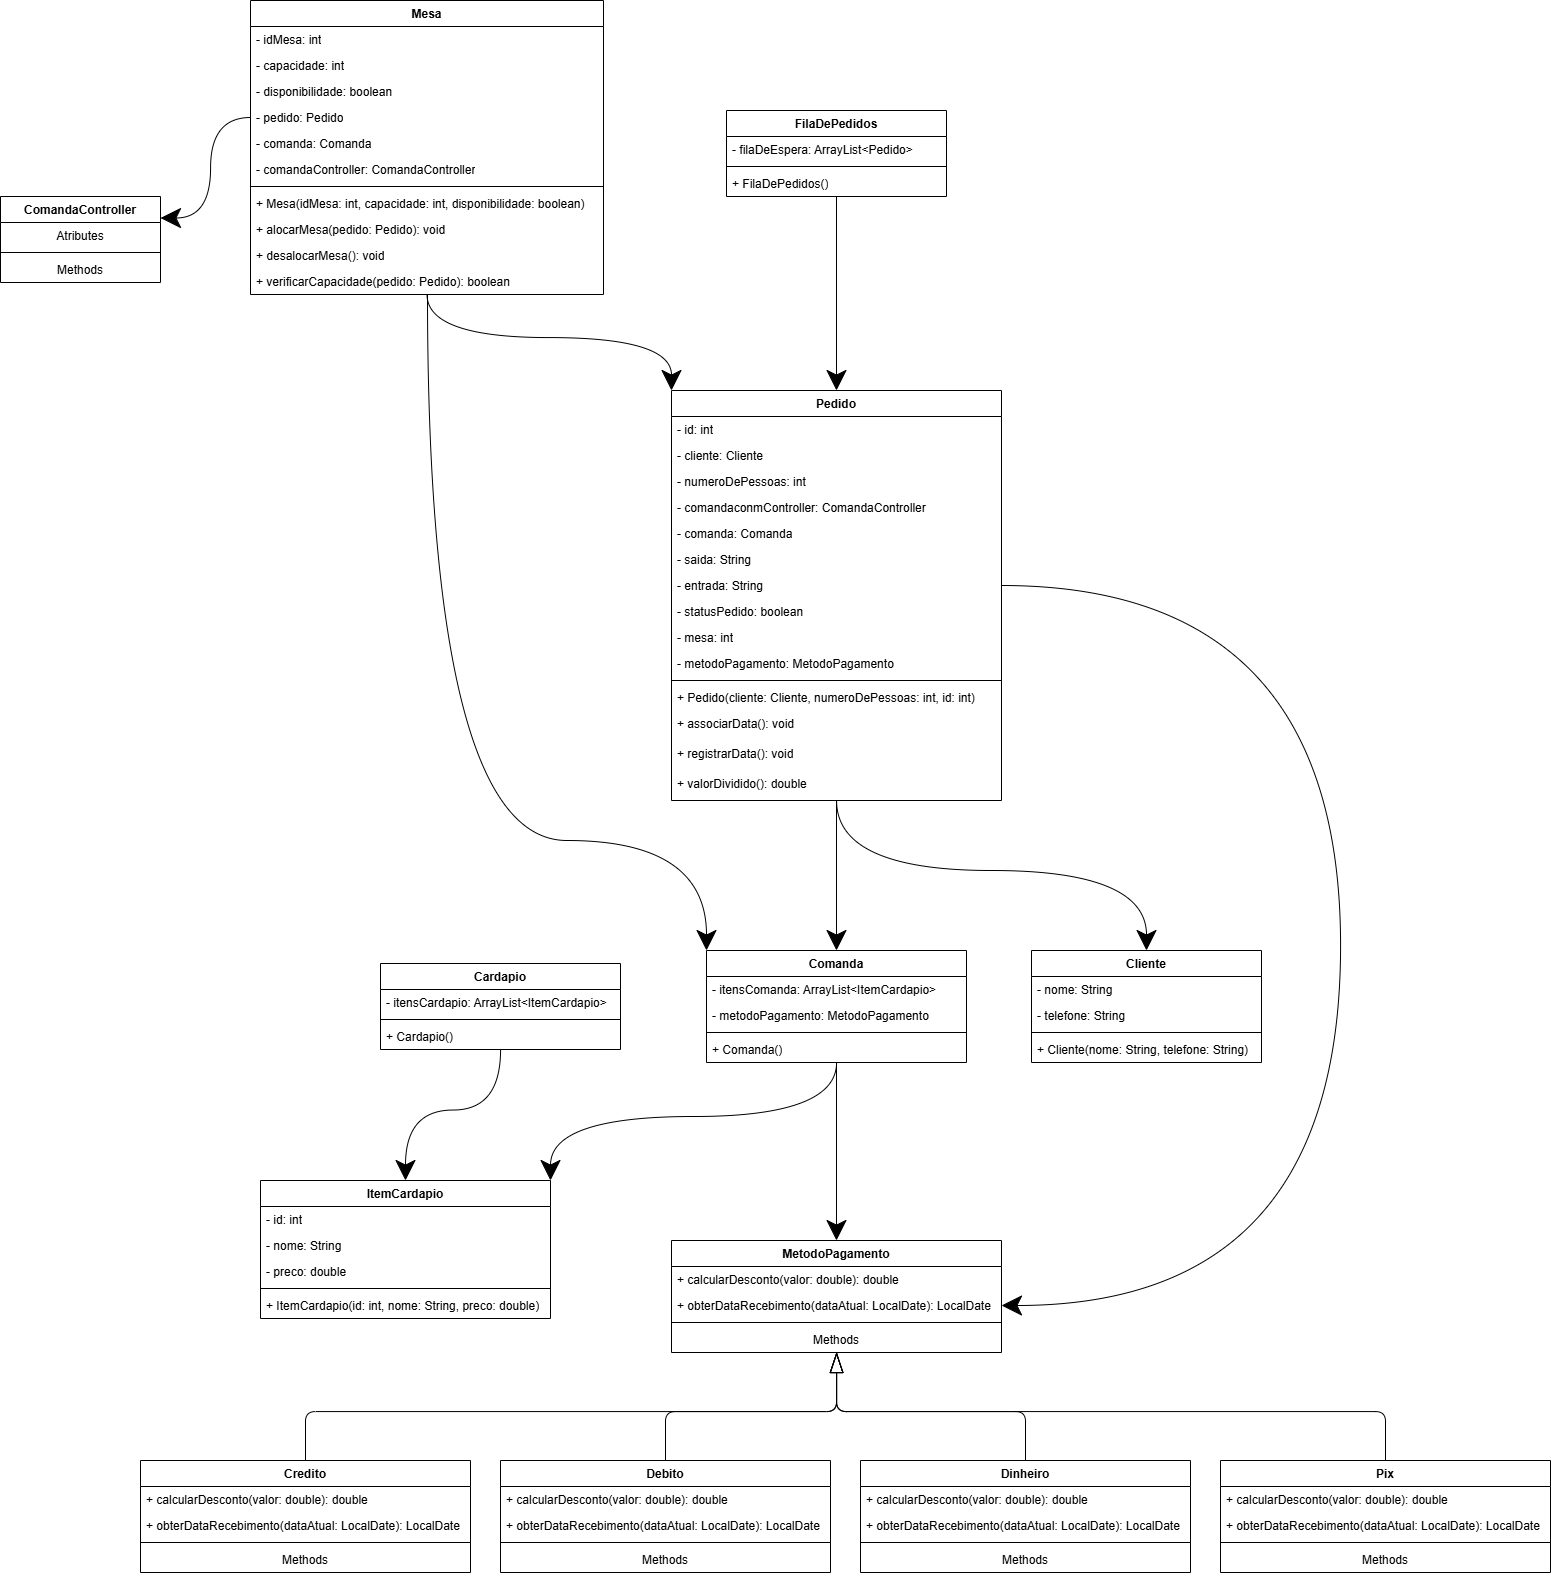 Mesa
- idMesa: int
- capacidade: int
- disponibilidade: boolean
- pedido: Pedido
- comanda: Comanda
- comandaController: ComandaController
+ Mesa(idMesa: int, capacidade: int, disponibilidade: boolean)
+ alocarMesa(pedido: Pedido): void
+ desalocarMesa(): void
+ verificarCapacidade(pedido: Pedido): boolean
FilaDePedidos
- filaDeEspera: ArrayList<Pedido>
+ FilaDePedidos()
ComandaController
Atributes
Methods
Pedido
- id: int
- cliente: Cliente
- numeroDePessoas: int
- comandaconmController: ComandaController
- comanda: Comanda
- saida: String
- entrada: String
- statusPedido: boolean
- mesa: int
- metodoPagamento: MetodoPagamento
+ Pedido(cliente: Cliente, numeroDePessoas: int, id: int)
+ associarData(): void
+ registrarData(): void
+ valorDividido(): double
Cardapio
- itensCardapio: ArrayList<ItemCardapio>
+ Cardapio()
Comanda
- itensComanda: ArrayList<ItemCardapio>
- metodoPagamento: MetodoPagamento
+ Comanda()
Cliente
- nome: String
- telefone: String
+ Cliente(nome: String, telefone: String)
ItemCardapio
- id: int
- nome: String
- preco: double
+ ItemCardapio(id: int, nome: String, preco: double)
MetodoPagamento
+ calcularDesconto(valor: double): double
+ obterDataRecebimento(dataAtual: LocalDate): LocalDate
Methods
Credito
+ calcularDesconto(valor: double): double
+ obterDataRecebimento(dataAtual: LocalDate): LocalDate
Methods
Debito
+ calcularDesconto(valor: double): double
+ obterDataRecebimento(dataAtual: LocalDate): LocalDate
Methods
Dinheiro
+ calcularDesconto(valor: double): double
+ obterDataRecebimento(dataAtual: LocalDate): LocalDate
Methods
Pix
+ calcularDesconto(valor: double): double
+ obterDataRecebimento(dataAtual: LocalDate): LocalDate
Methods